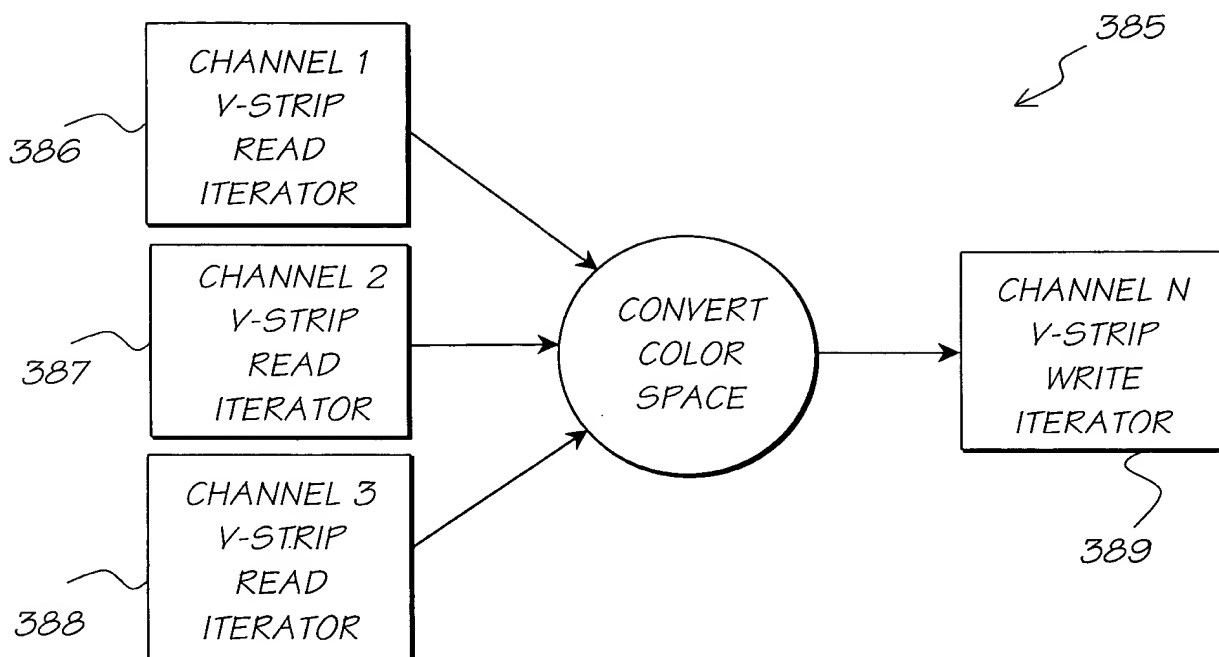 385
CHANNEL 1
V-STRIP
READ
ITERATOR
386
CHANNEL 2
V-STRIP
READ
ITERATOR
387
CHANNEL 3
V-STRIP
READ
ITERATOR
388
CONVERT
COLOR
SPACE
CHANNEL N
V-STRIP
WRITE
ITERATOR
389